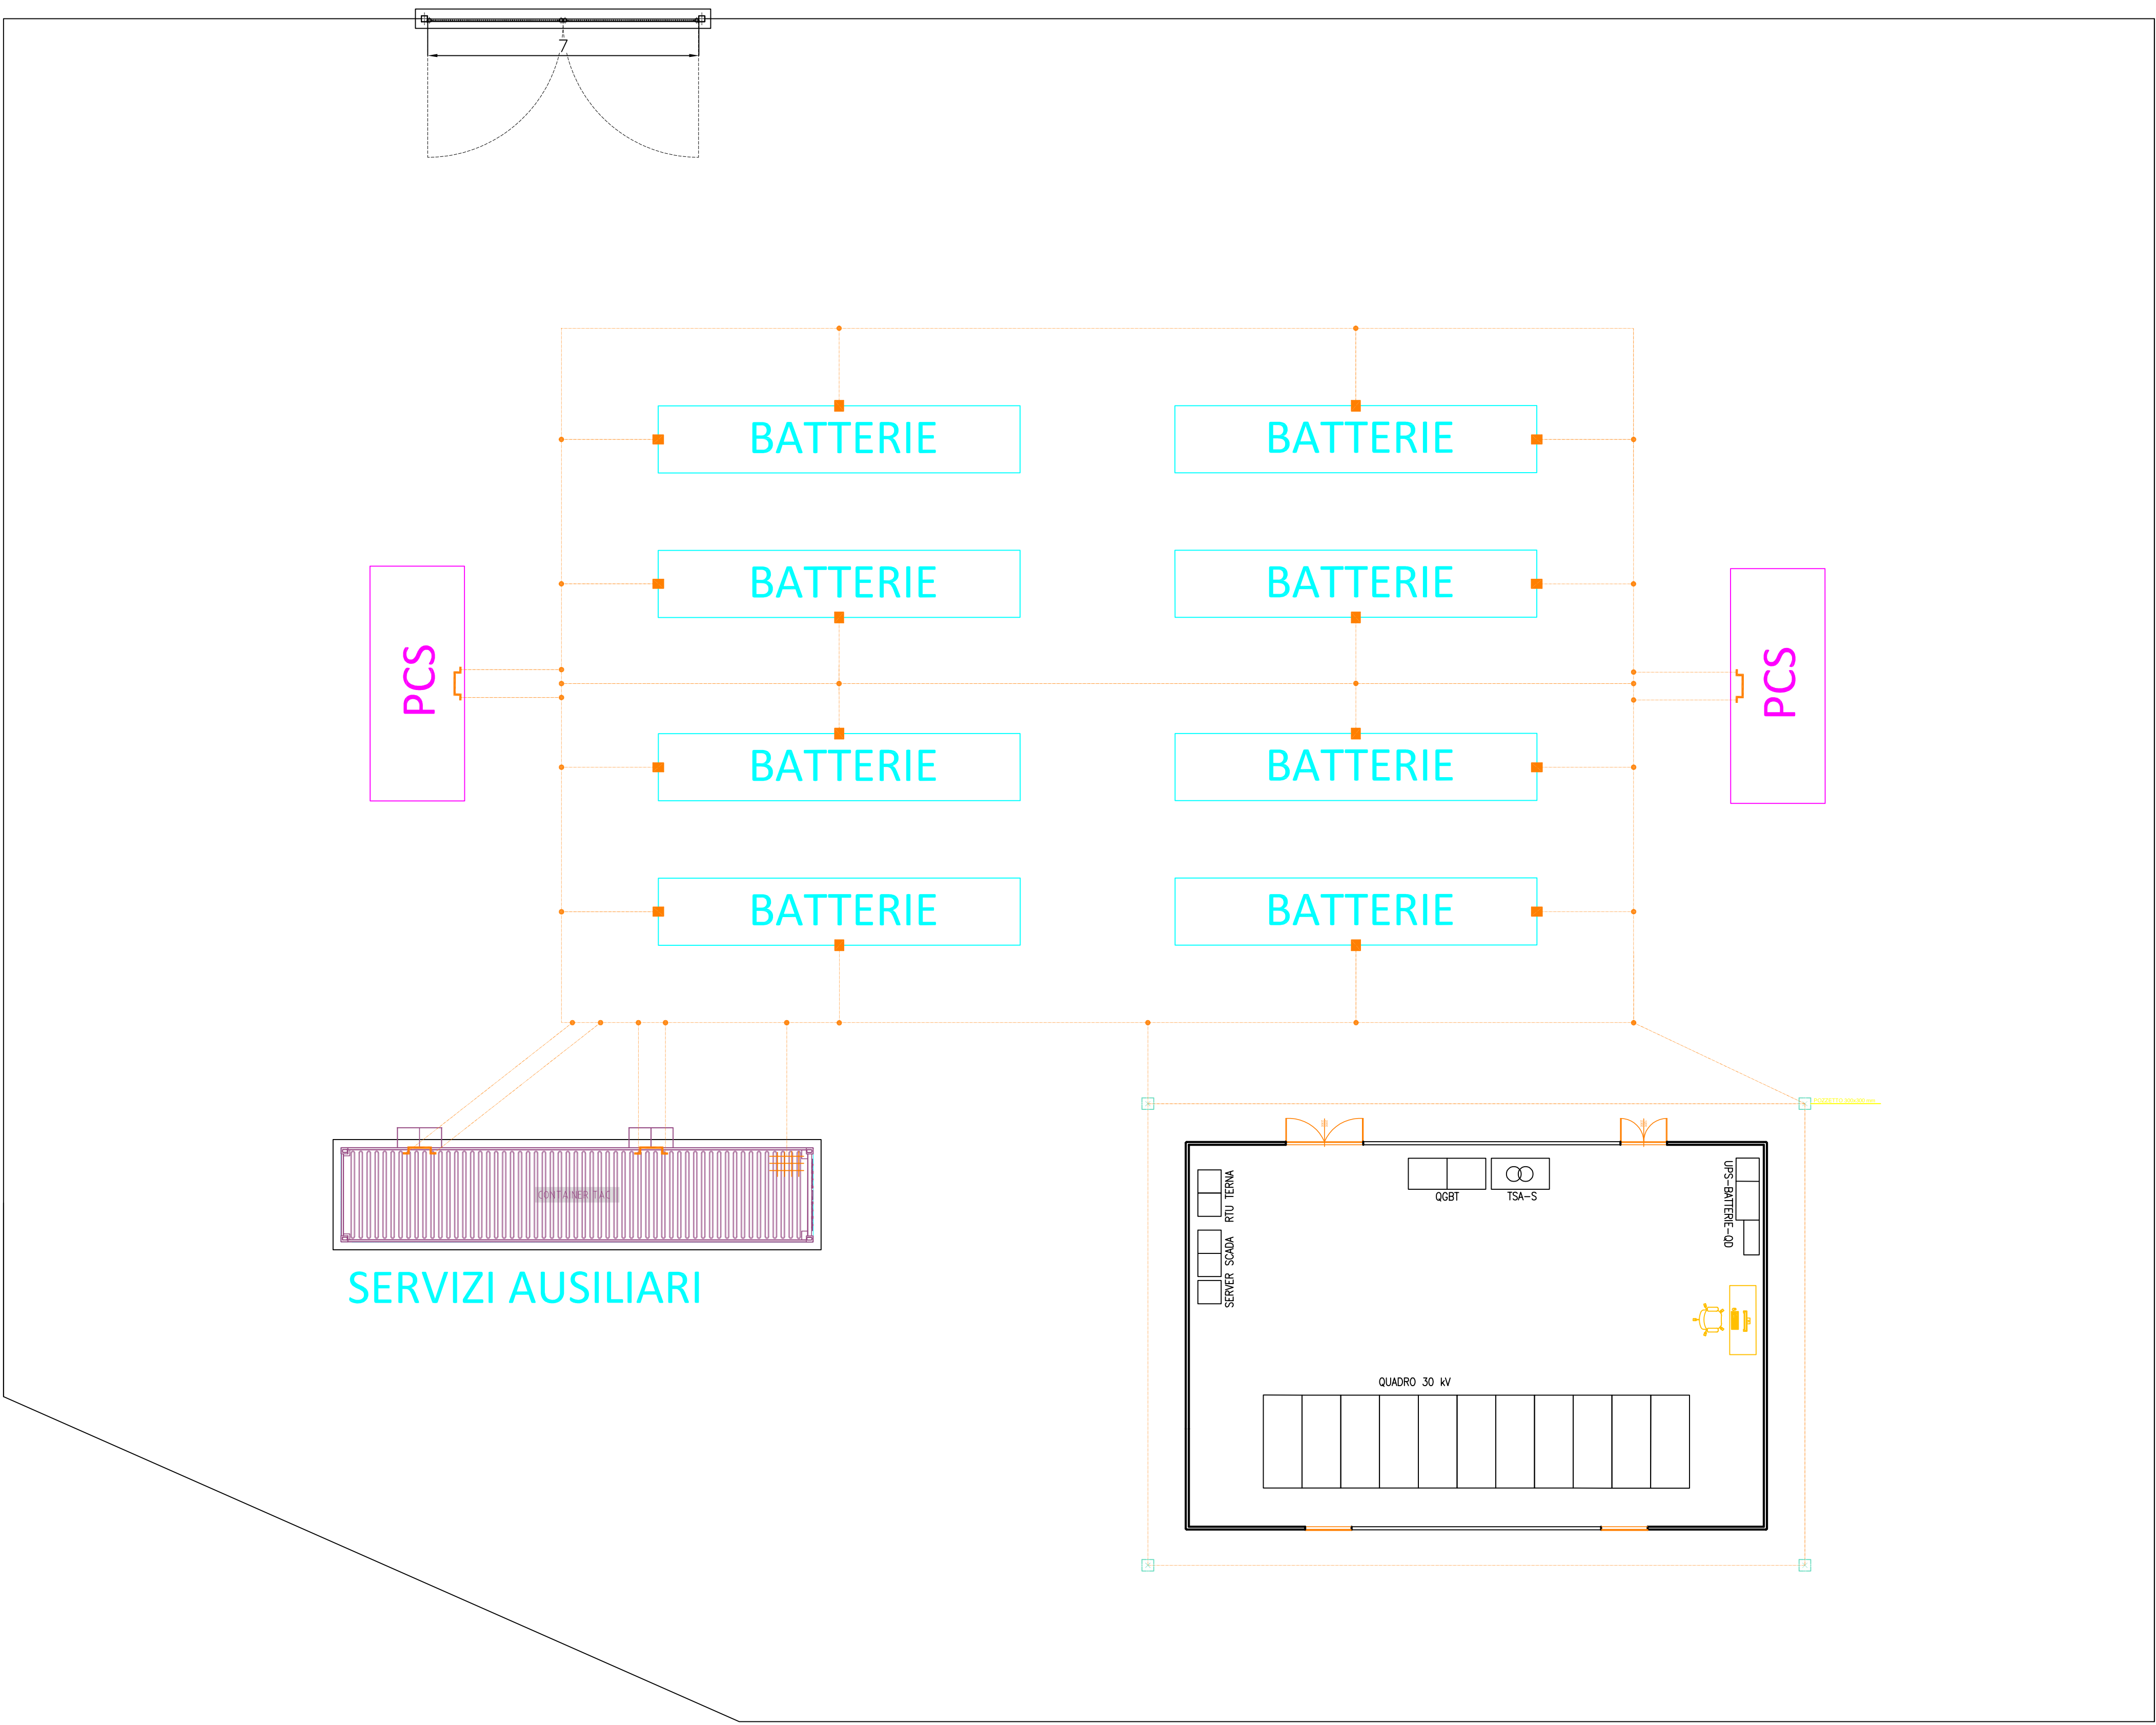 7
BATTERIE
BATTERIE
BATTERIE
BATTERIE
PCS
PCS
BATTERIE
BATTERIE
BATTERIE
BATTERIE
CONTAINER TAC
SERVIZI AUSILIARI
RTU TERNA
SERVER SCADA
QGBT
TSA-S
UPS-BATTERIE-QD
QUADRO 30 kV